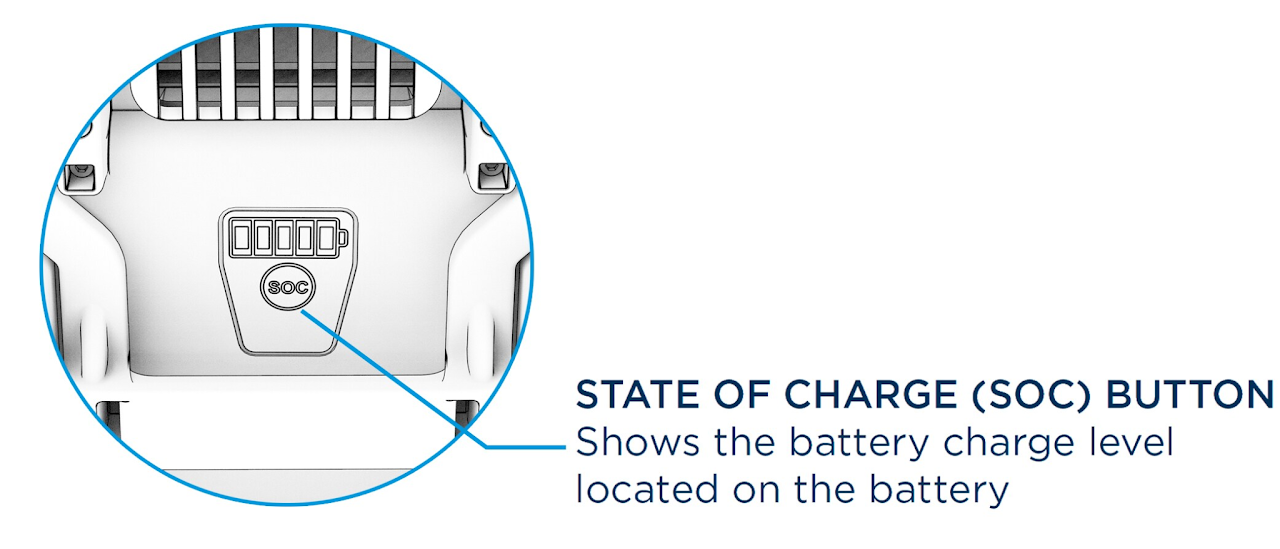 SOC
STATE OF CHARGE (SOC) BUTTON
Shows the battery charge level
located on the battery